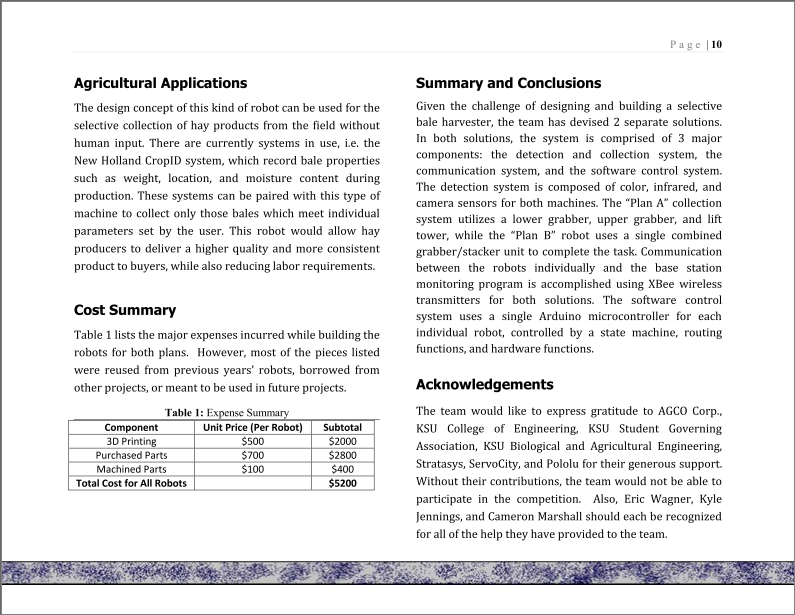 Page | 10
Agricultural Applications
The design concept of this kind of robot can be used for the
selective collection of hay products from the field without
human input. There are currently systems in use, i.e. the
New Holland CropID system, which record bale properties
such as weight, location, and moisture content during
production. These systems can be paired with this type of
machine to collect only those bales which meet individual
parameters set by the user. This robot would allow hay
producers to deliver a higher quality and more consistent
product to buyers, while also reducing labor requirements.
Cost Summary
Table 1 lists the major expenses incurred while building the
robots for both plans. However, most of the pieces listed
were reused from previous years' robots, borrowed from
other projects, or meant to be used in future projects.
Table 1: Expense Summary
Component Unit Price (Per Robot) Subtotal
3D Printing $500 $2000
Purchased Parts $700 $2800
Machined Parts $100 $400
Total Cost for All Robots $5200
Summary and Conclusions
Given the challenge of designing and building a selective
bale harvester, the team has devised 2 separate solutions.
In both solutions, the system is comprised of 3 major
components: the detection and collection system, the
communication system, and the software control system.
The detection system is composed of color, infrared, and
camera sensors for both machines. The “Plan A” collection
system utilizes a lower grabber, upper grabber, and lift
tower, while the “Plan B” robot uses a single combined
grabber/stacker unit to complete the task. Communication
between the robots individually and the base station
monitoring program is accomplished using XBee wireless
transmitters for both solutions. The software control
system uses a single Arduino microcontroller for each
individual robot, controlled by a state machine, routing
functions, and hardware functions.
Acknowledgements
The team would like to express gratitude to AGCO Corp.,
KSU College of Engineering, KSU Student Governing
Association, KSU Biological and Agricultural Engineering,
Stratasys, ServoCity, and Pololu for their generous support.
Without their contributions, the team would not be able to
participate in the competition. Also, Eric Wagner, Kyle
Jennings, and Cameron Marshall should each be recognized
for all of the help they have provided to the team.